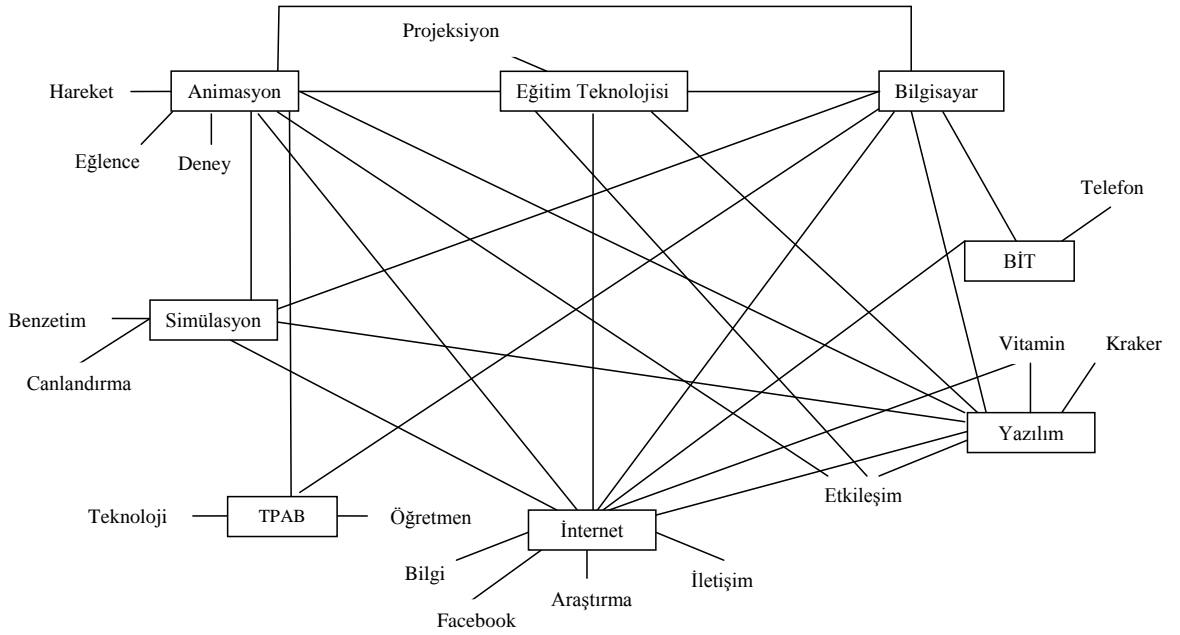 Projeksiyon
Hareket
Animasyon
Eğitim Teknolojisi
Bilgisayar
Eğlence
Deney
Telefon
BİT
Benzetim
Simülasyon
Vitamin
Kraker
Canlandırma
Yazılım
Etkileşim
Teknoloji
TPAB
Öğretmen
İnternet
Bilgi
İletişim
Araştırma
Facebook